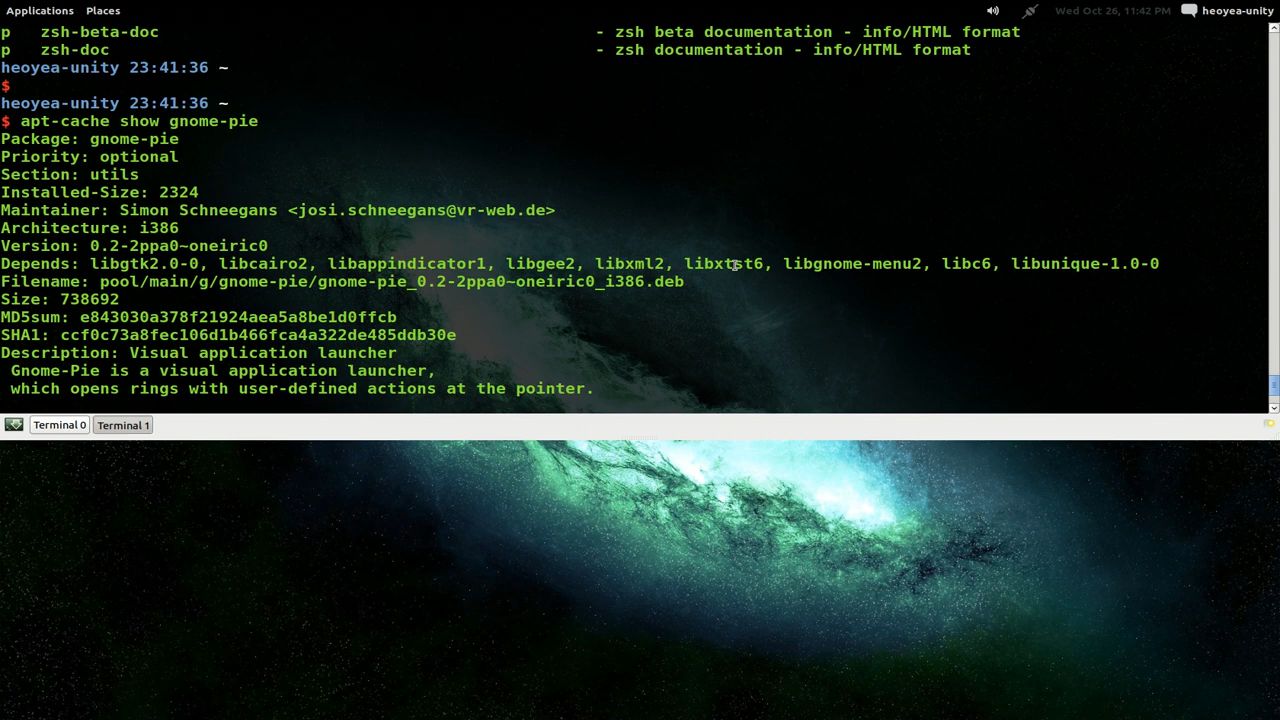 Applications Places Wed Oct 26, 11:42 PM heoyea-unity
p zsh-beta-doc - zsh beta documentation - info/HTML format
p zsh-doc - zsh documentation - info/HTML format
heoyea-unity 23:41:36 ~
$
heoyea-unity 23:41:36 ~
$ apt-cache show gnome-pie
Package: gnome-pie
Priority: optional
Section: utils
Installed-Size: 2324
Maintainer: Simon Schneegans <josi.schneegans@vr-web.de>
Architecture: i386
Version: 0.2-2ppa0~oneiric0
Depends: libgtk2.0-0, libcairo2, libappindicator1, libgee2, libxml2, libxtst6, libgnome-menu2, libc6, libunique-1.0-0
Filename: pool/main/g/gnome-pie/gnome-pie_0.2-2ppa0~oneiric0_i386.deb
Size: 738692
MD5sum: e843030a378f21924aea5a8be1d0ffcb
SHA1: ccf0c73a8fec106d1b466fca4a322de485ddb30e
Description: Visual application launcher
Gnome-Pie is a visual application launcher,
which opens rings with user-defined actions at the pointer.
Terminal 0 Terminal 1